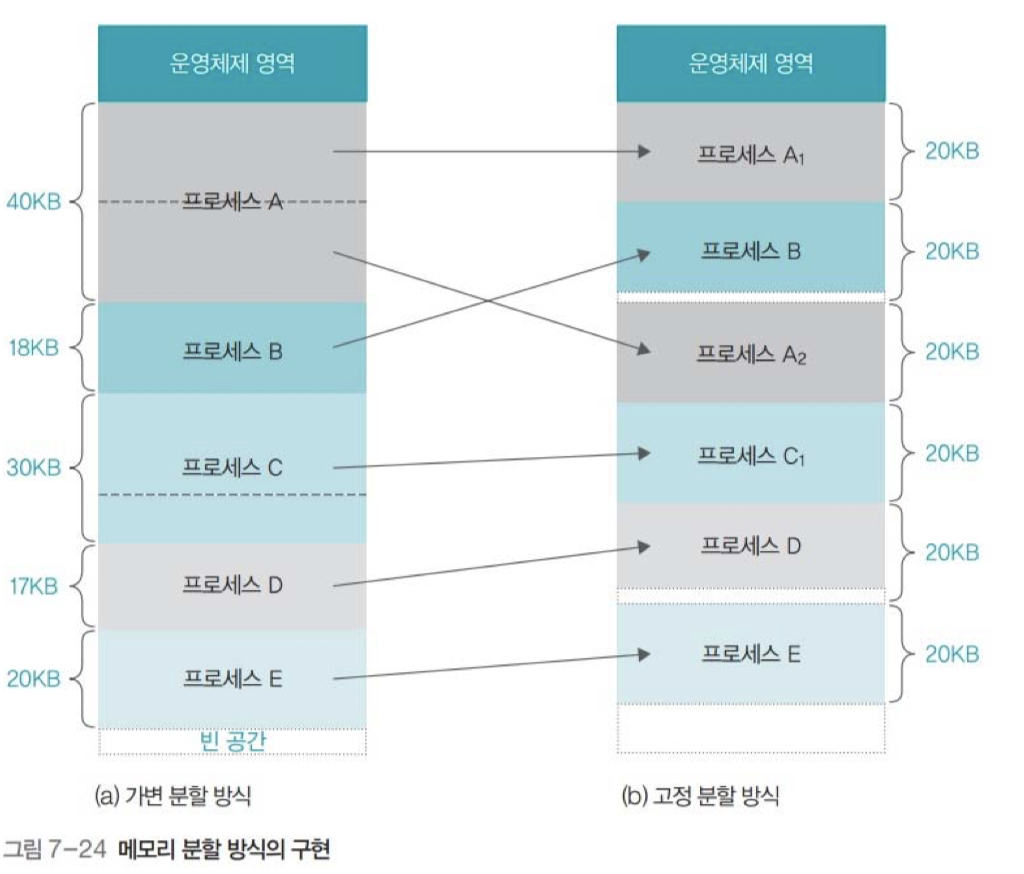 운영체제 영역
40KB
프로세스 A
18KB
프로세스 B
30KB
프로세스 C
17KB
프로세스 D
20KB
프로세스 E
빈 공간
(a) 가변 분할 방식
운영체제 영역
프로세스 A₁
20KB
프로세스 B
20KB
프로세스 A₂
20KB
프로세스 C₁
20KB
프로세스 D
20KB
프로세스 E
20KB
(b) 고정 분할 방식
그림 7-24 메모리 분할 방식의 구현